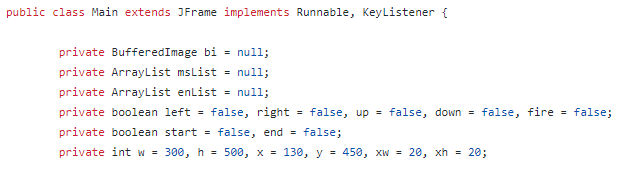 public class Main extends JFrame implements Runnable, KeyListener {
private BufferedImage bi = null;
private ArrayList msList = null;
private ArrayList enList = null;
private boolean left = false, right = false, up = false, down = false, fire = false;
private boolean start = false, end = false;
private int w = 300, h = 500, x = 130, y = 450, xw = 20, xh = 20;